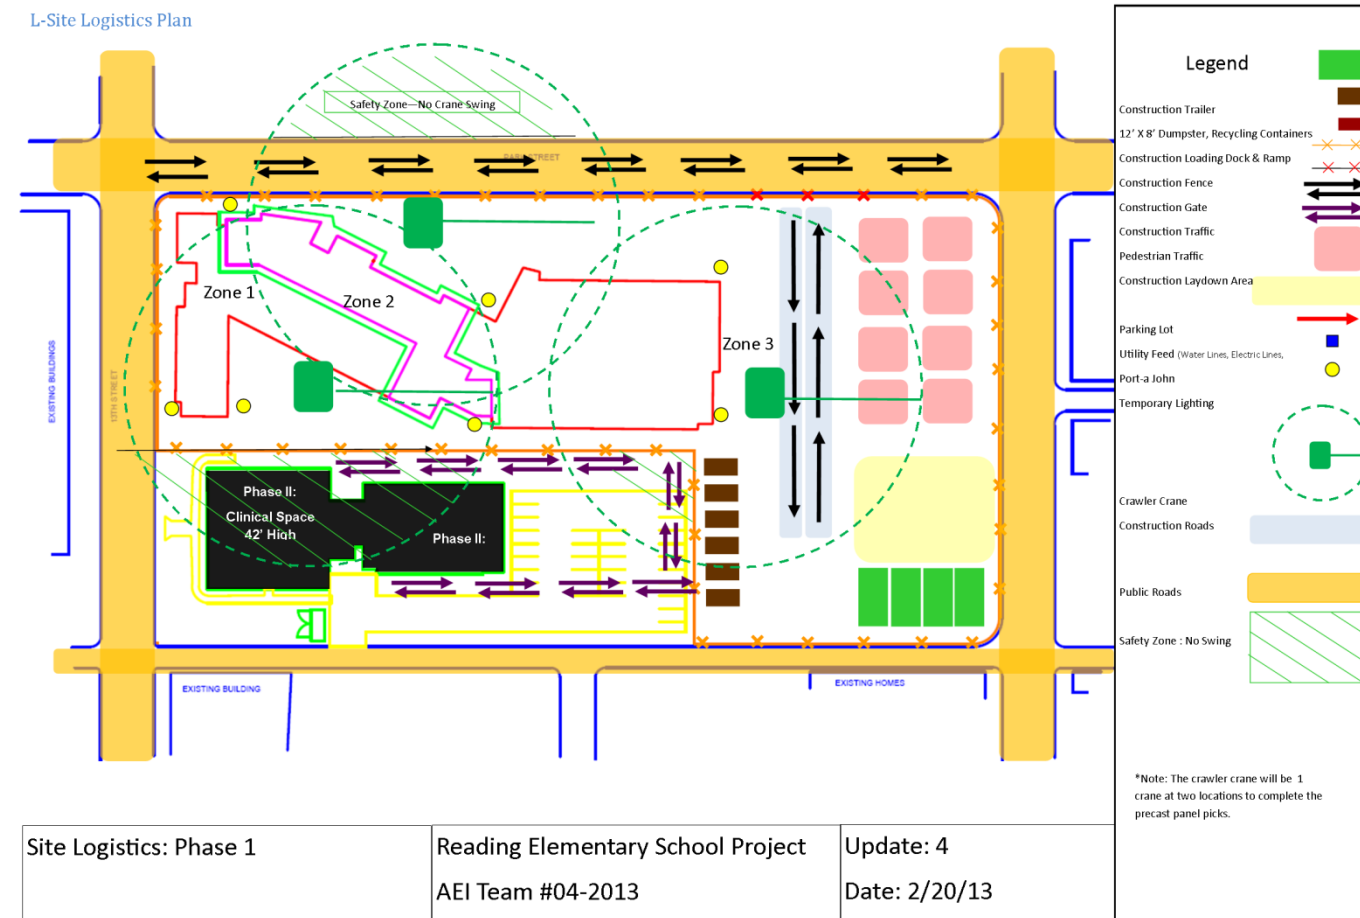 L-Site Logistics Plan
Safety Zone—No Crane Swing
PARK STREET
Zone 1
Zone 2
Zone 3
EXISTING BUILDINGS
13TH STREET
Phase II:
Clinical Space
42' High
Phase II:
EXISTING BUILDING
EXISTING HOMES
Legend
Construction Trailer
12' X 8' Dumpster, Recycling Containers
Construction Loading Dock & Ramp
Construction Fence
Construction Gate
Construction Traffic
Pedestrian Traffic
Construction Laydown Area
Parking Lot
Utility Feed (Water Lines, Electric Lines,
Port-a John
Temporary Lighting
Crawler Crane
Construction Roads
Public Roads
Safety Zone : No Swing
*Note: The crawler crane will be 1
crane at two locations to complete the
precast panel picks.
Site Logistics: Phase 1
Reading Elementary School Project
AEI Team #04-2013
Update: 4
Date: 2/20/13